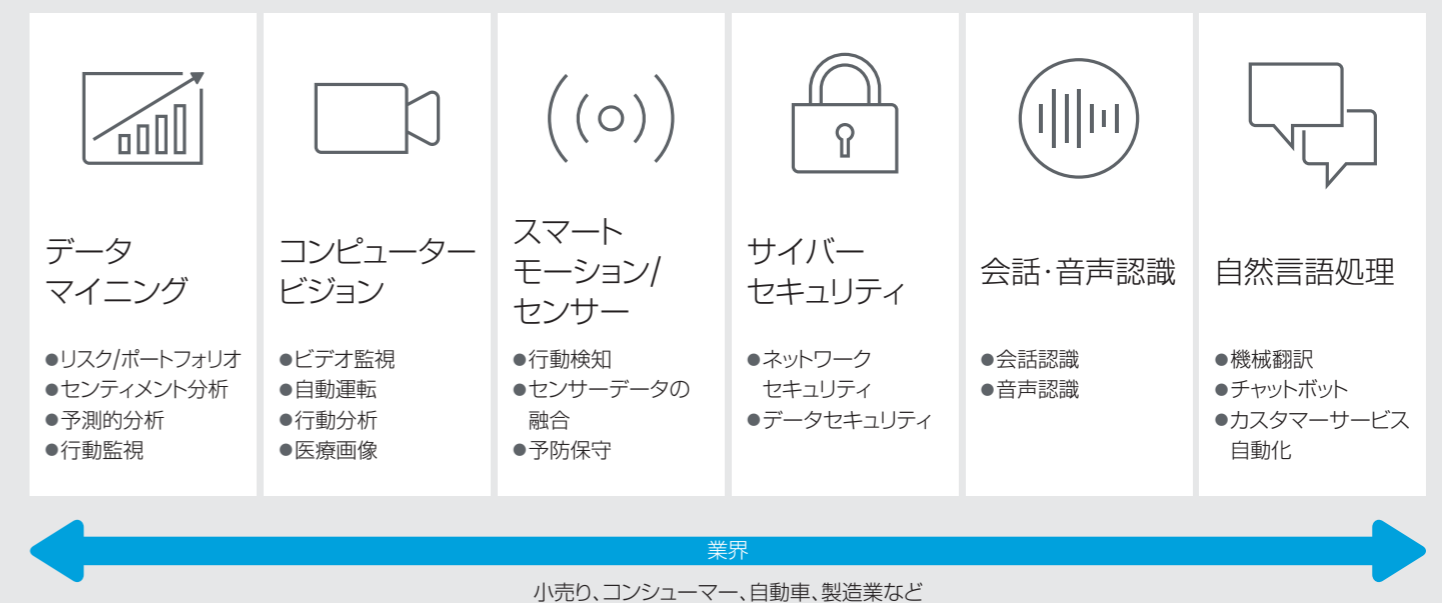 データ
マイニング
●リスク/ポートフォリオ
●センティメント分析
●予測的分析
●行動監視
コンピューター
ビジョン
●ビデオ監視
●自動運転
●行動分析
●医療画像
スマート
モーション/
センサー
●行動検知
●センサーデータの
融合
●予防保守
サイバー
セキュリティ
●ネットワーク
セキュリティ
●データセキュリティ
会話・音声認識
●会話認識
●音声認識
自然言語処理
●機械翻訳
●チャットボット
●カスタマーサービス
自動化
業界
小売り、コンシューマー、自動車、製造業など